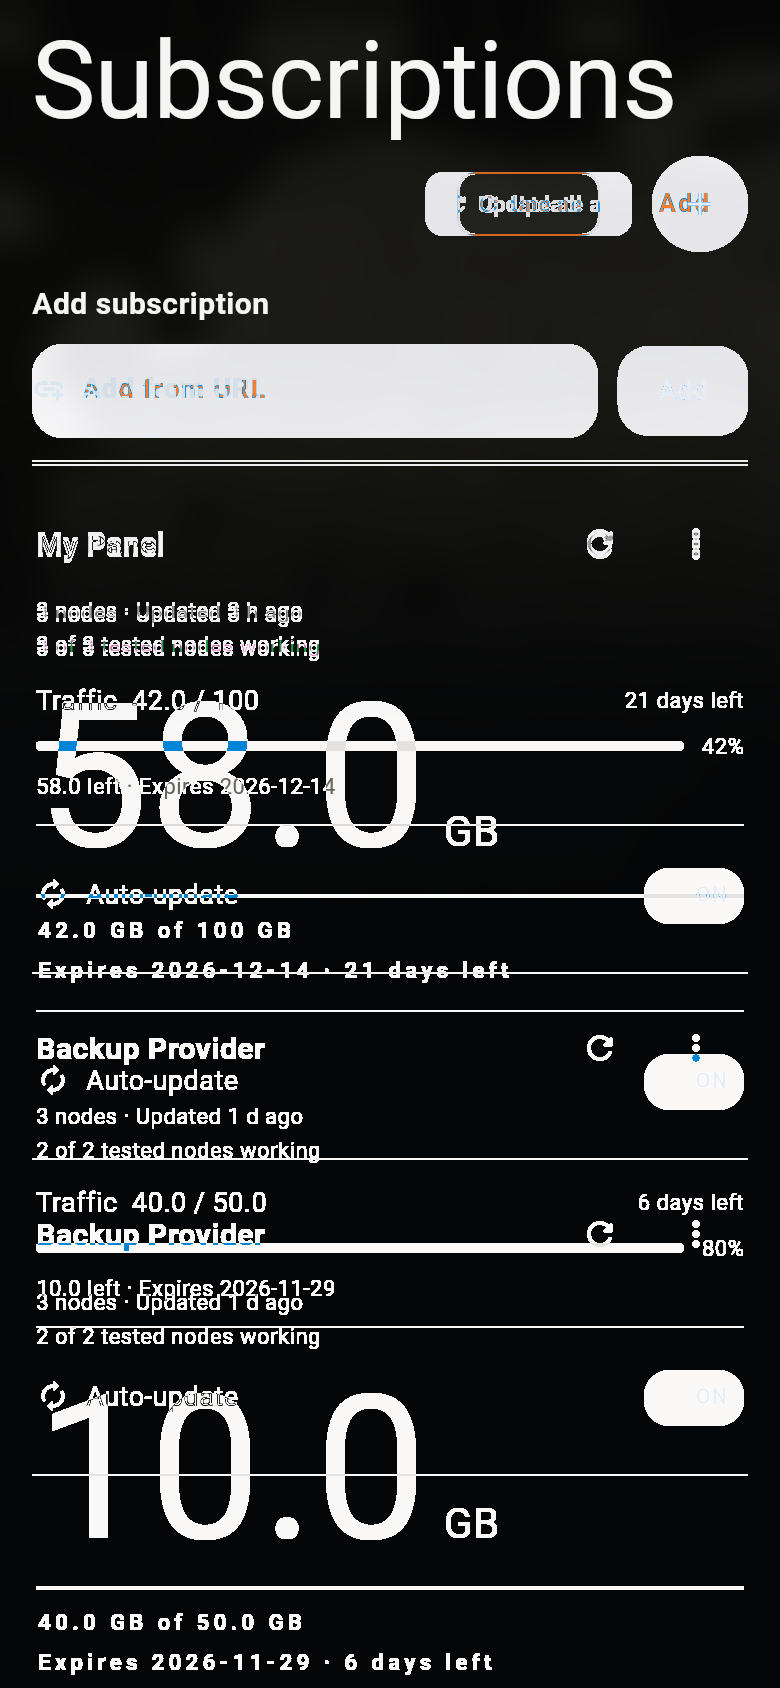 Subscriptions
Add
Add subscription
Add from URL
Add
My Panel
3 nodes · Updated 3 h ago
tested nodes working
Traffic 42.0 / 100
21 days left
58.0
42%
58.0 left · Expires 2026-12-14
GB
Auto-update
ON
42.0 GB of 100 GB
Expires 2026-12-14 · 21 days left
Backup Provider
Auto-update
ON
3 nodes · Updated 1 d ago
2 of 2 tested nodes working
Traffic 40.0 / 50.0
6 days left
Backup Provider
80%
10.0 left · Expires 2026-11-29
3 nodes · Updated 1 d ago
2 of 2 tested nodes working
Auto-update
ON
10.0 GB
40.0 GB of 50.0 GB
Expires 2026-11-29 · 6 days left